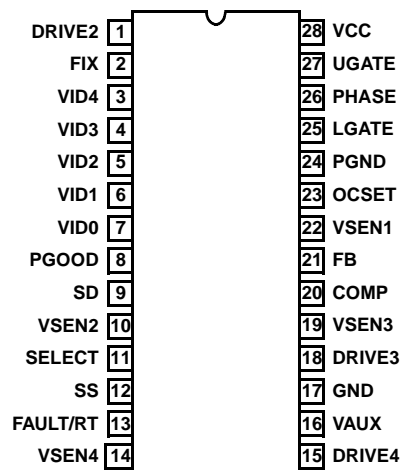 DRIVE2 1 28 VCC
FIX 2 27 UGATE
VID4 3 26 PHASE
VID3 4 25 LGATE
VID2 5 24 PGND
VID1 6 23 OCSET
VID0 7 22 VSEN1
PGOOD 8 21 FB
SD 9 20 COMP
VSEN2 10 19 VSEN3
SELECT 11 18 DRIVE3
SS 12 17 GND
FAULT/RT 13 16 VAUX
VSEN4 14 15 DRIVE4